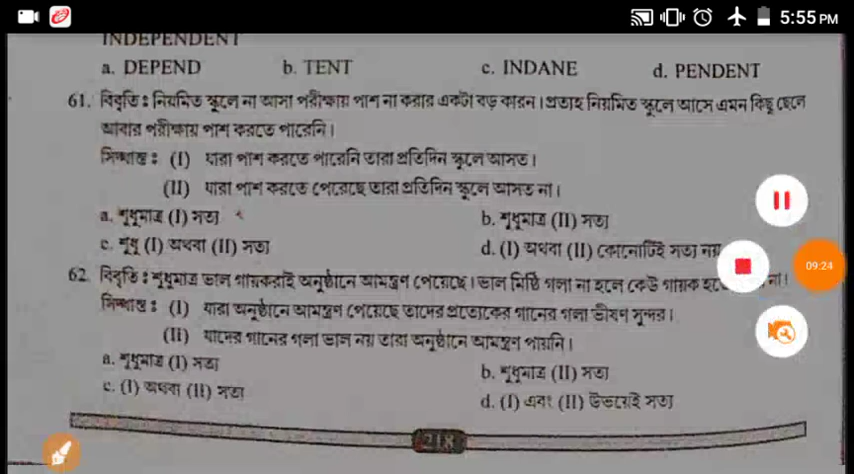 5:55 PM
INDEPENDENT
a. DEPEND b. TENT c. INDANE d. PENDENT
61. বিবৃতি : নিয়মিত স্কুলে না আসা পরীক্ষায় পাশ না করার একটা বড় কারন। প্রত্যহ নিয়মিত স্কুলে আসে এমন কিছু ছেলে
আবার পরীক্ষায় পাশ করতে পারেনি।
সিদ্ধান্ত : (I) যারা পাশ করতে পারেনি তারা প্রতিদিন স্কুলে আসত।
(II) যারা পাশ করতে পেরেছে তারা প্রতিদিন স্কুলে আসত না।
a. শুধুমাত্র (I) সত্য b. শুধুমাত্র (II) সত্য
c. শুধু (I) অথবা (II) সত্য d. (I) অথবা (II) কোনোটিই সত্য নয়
09:24
62. বিবৃতি : শুধুমাত্র ভাল গায়করাই অনুষ্ঠানে আমন্ত্রণ পেয়েছে। ভাল মিষ্ঠি গলা না হলে কেউ গায়ক হতে না।
সিদ্ধান্ত : (I) যারা অনুষ্ঠানে আমন্ত্রণ পেয়েছে তাদের প্রত্যেকের গানের গলা ভীষণ সুন্দর।
(Ii) যাদের গানের গলা ভাল নয় তারা অনুষ্ঠানে আমন্ত্রণ পায়নি।
a. শুধুমাত্র (I) সত্য b. শুধুমাত্র (II) সত্য
c. (I) অথবা (II) সত্য d. (I) এবং (II) উভয়েই সত্য
218